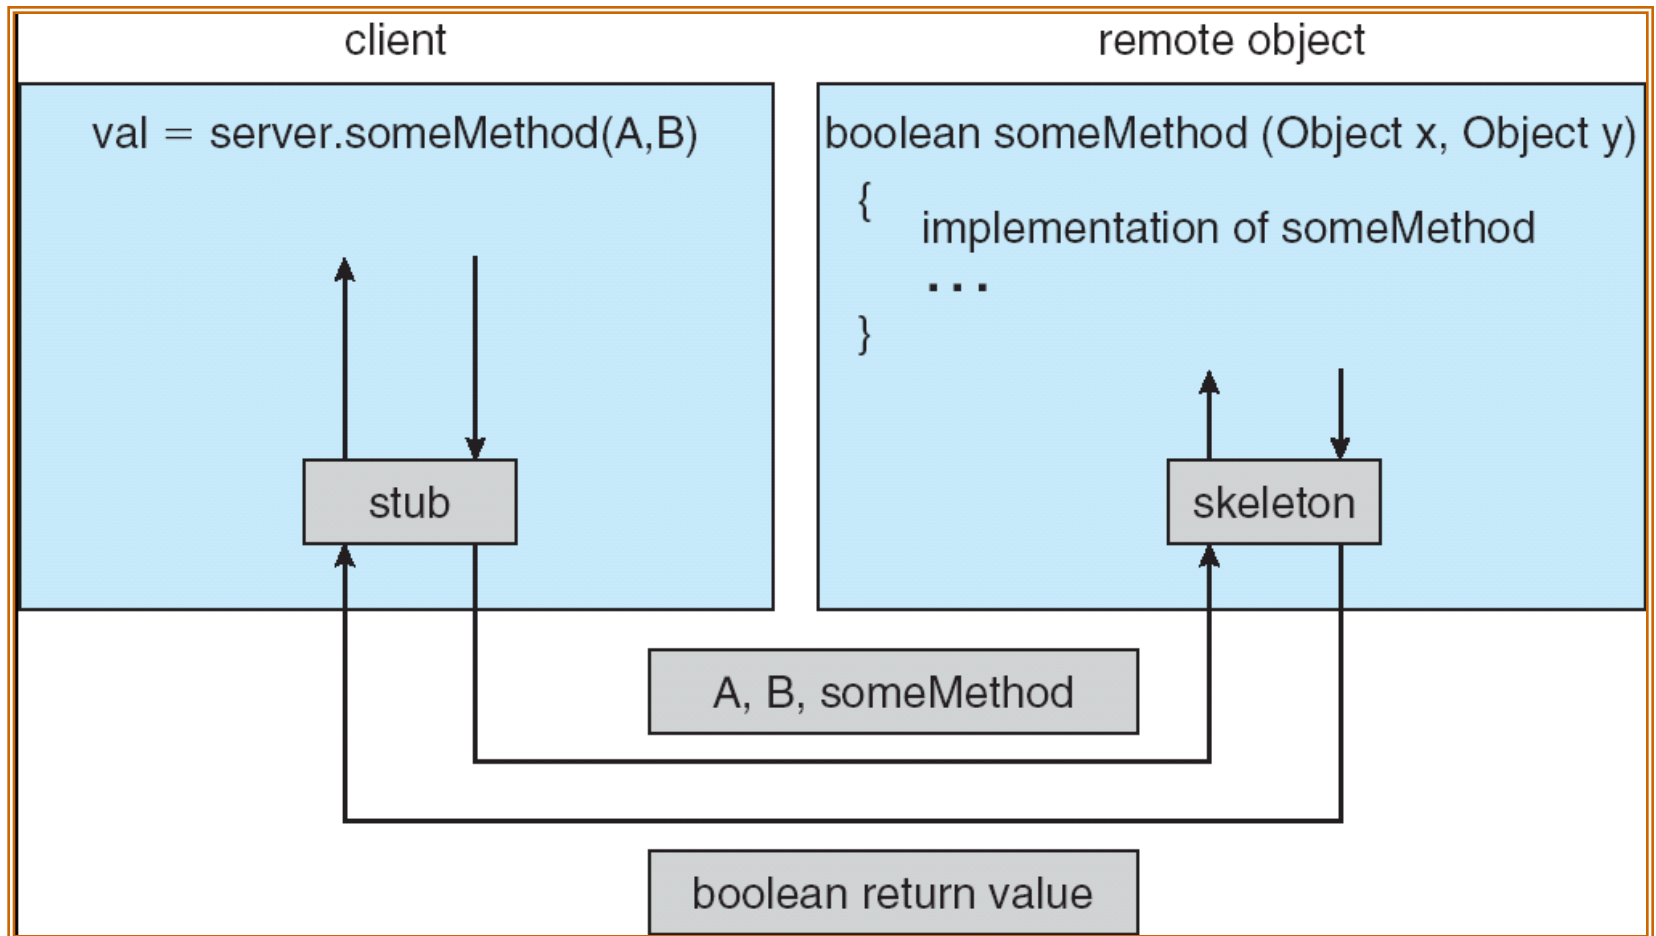 client
remote object
val = server.someMethod(A,B)
boolean someMethod (Object x, Object y)
{
implementation of someMethod
...
}
stub
skeleton
A, B, someMethod
boolean return value